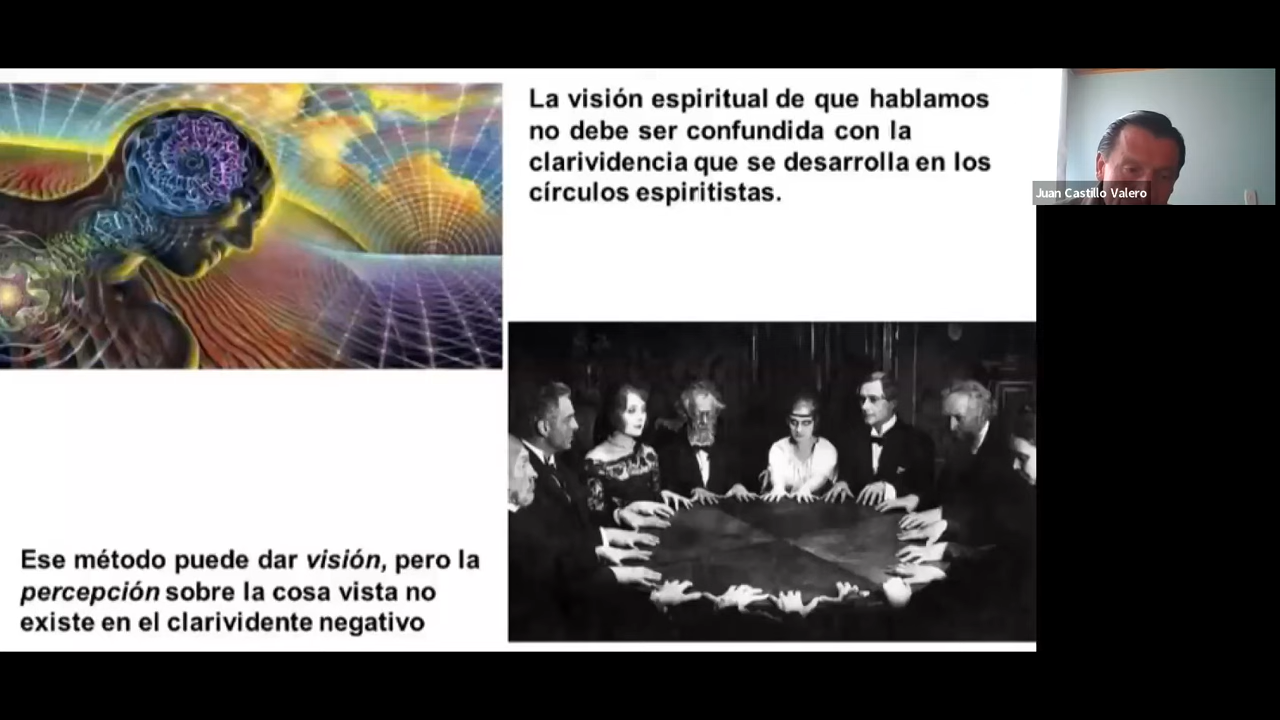 La visión espiritual de que hablamos
no debe ser confundida con la
clarividencia que se desarrolla en los
círculos espiritistas.
Juan Castillo Valero
Ese método puede dar visión, pero la
percepción sobre la cosa vista no
existe en el clarividente negativo